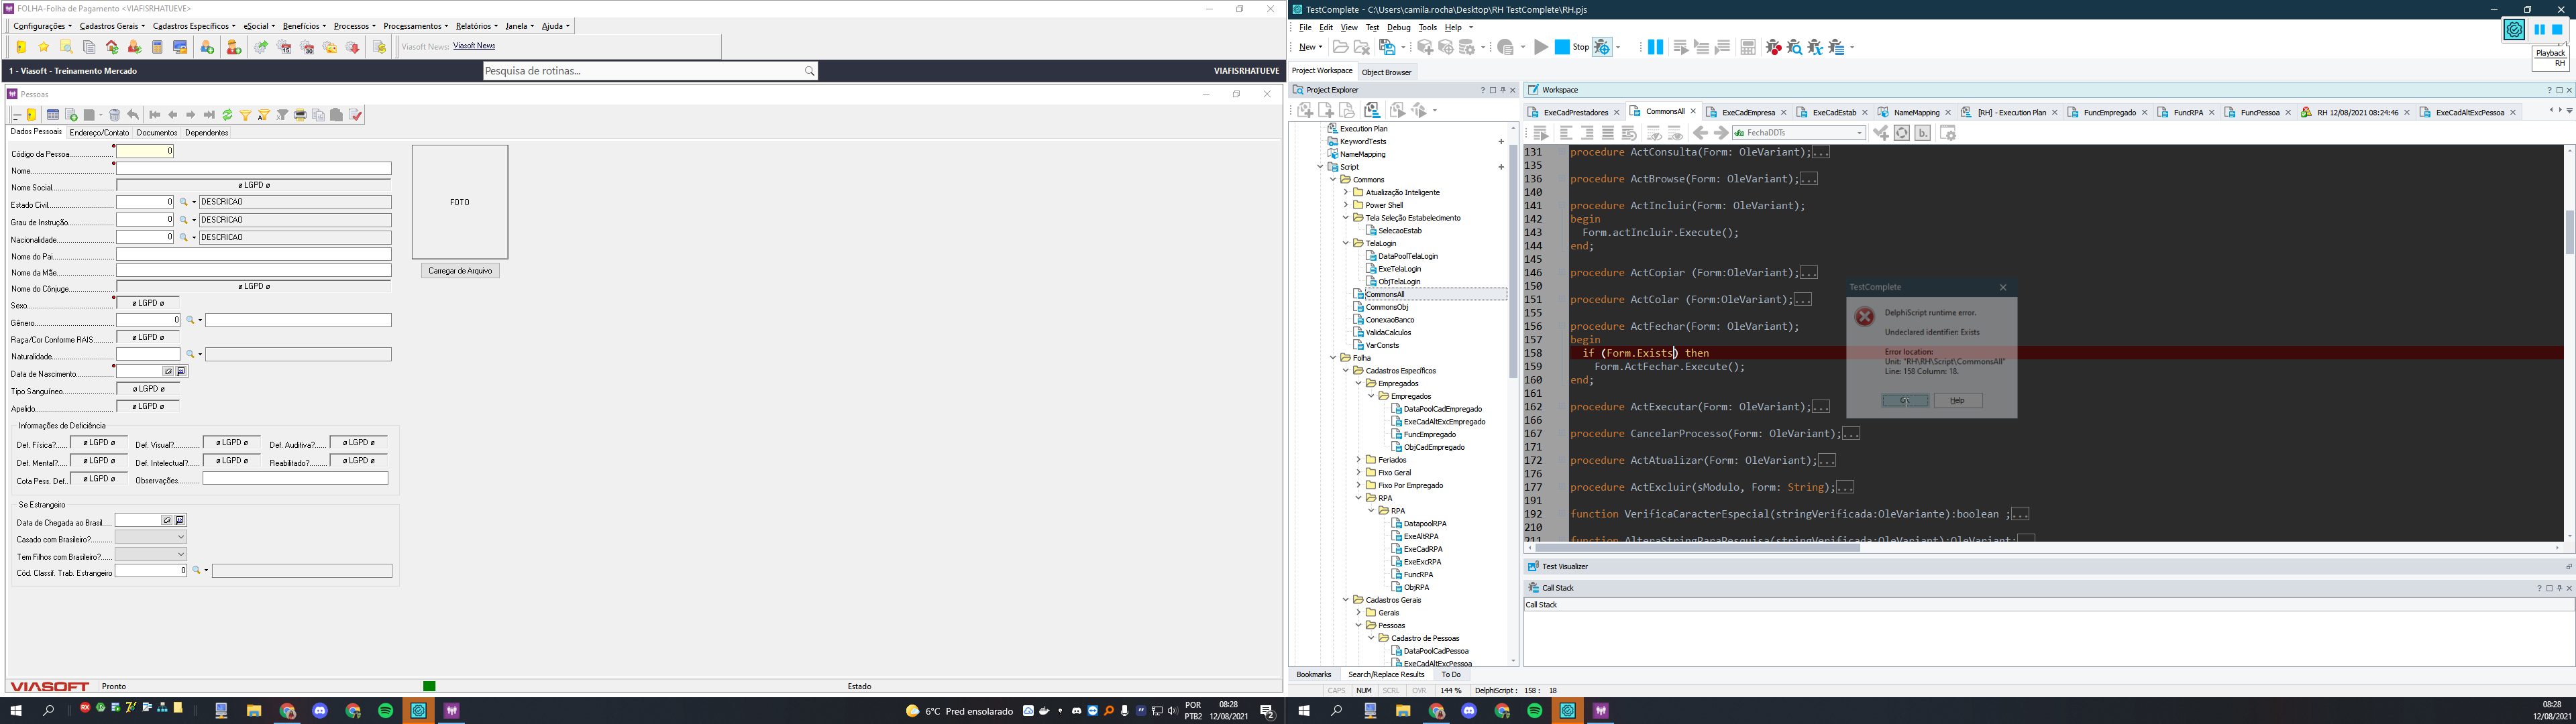 FOLHA-Folha de Pagamento <VIAFISRHATUEVE>
Configurações Cadastros Gerais Cadastros Específicos eSocial Benefícios Processos Processamentos Relatórios Janela Ajuda
Viasoft News: Viasoft News
1 - Viasoft - Treinamento Mercado
Pesquisa de rotinas...
VIAFISRHATUEVE
Pessoas
Dados Pessoais Endereço/Contato Documentos Dependentes
Código da Pessoa 0
Nome
Nome Social ø LGPD ø
Estado Civil 0 DESCRICAO
Grau de Instrução 0 DESCRICAO
Nacionalidade 0 DESCRICAO
Nome do Pai
Nome da Mãe
Nome do Cônjuge ø LGPD ø
Sexo ø LGPD ø
Gênero 0
Raça/Cor Conforme RAIS ø LGPD ø
Naturalidade
Data de Nascimento
Tipo Sanguíneo ø LGPD ø
Apelido ø LGPD ø
FOTO
Carregar de Arquivo
Informações de Deficiência
Def. Física? ø LGPD ø Def. Visual? ø LGPD ø Def. Auditiva? ø LGPD ø
Def. Mental? ø LGPD ø Def. Intelectual? ø LGPD ø Reabilitado? ø LGPD ø
Cota Pess. Def. ø LGPD ø Observações
Se Estrangeiro
Data de Chegada ao Brasil
Casado com Brasileiro?
Tem Filhos com Brasileiro?
Cód. Classif. Trab. Estrangeiro 0
VIASOFT Pronto Estado
6°C Pred ensolarado
POR
PTB2
08:28
12/08/2021
2
TestComplete - C:\Users\camila.rocha\Desktop\RH TestComplete\RH.pjs
File Edit View Test Debug Tools Help
New Stop
Playback
RH
Project Workspace Object Browser
Project Explorer
Execution Plan
KeywordTests
NameMapping
Script
Commons
Atualização Inteligente
Power Shell
Tela Seleção Estabelecimento
SelecaoEstab
TelaLogin
DataPoolTelaLogin
ExeTelaLogin
ObjTelaLogin
CommonsAll
CommonsObj
ConexaoBanco
ValidaCalculos
VarConsts
Folha
Cadastros Específicos
Empregados
Empregados
DataPoolCadEmpregado
ExeCadAltExcEmpregado
FuncEmpregado
ObjCadEmpregado
Feriados
Fixo Geral
Fixo Por Empregado
RPA
RPA
DatapoolRPA
ExeAltRPA
ExeCadRPA
ExeExcRPA
FuncRPA
ObjRPA
Cadastros Gerais
Gerais
Pessoas
Cadastro de Pessoas
DataPoolCadPessoa
ExeCadAltExcPessoa
Bookmarks Search/Replace Results To Do
Workspace
ExeCadPrestadores CommonsAll ExeCadEmpresa ExeCadEstab NameMapping [RH] - Execution Plan FuncEmpregado FuncRPA FuncPessoa RH 12/08/2021 08:24:46 ExeCadAltExcPessoa
FechaDDTs
131 procedure ActConsulta(Form: OleVariant);...
135
136 procedure ActBrowse(Form: OleVariant);...
140
141 procedure ActIncluir(Form: OleVariant);
142 begin
143 Form.actIncluir.Execute();
144 end;
145
146 procedure ActCopiar (Form:OleVariant);...
150
151 procedure ActColar (Form:OleVariant);...
155
156 procedure ActFechar(Form: OleVariant);
157 begin
158 if (Form.Exists) then
159 Form.ActFechar.Execute();
160 end;
161
162 procedure ActExecutar(Form: OleVariant);...
166
167 procedure CancelarProcesso(Form: OleVariant);...
171
172 procedure ActAtualizar(Form: OleVariant);...
176
177 procedure ActExcluir(sModulo, Form: String);...
191
192 function VerificaCaracterEspecial(stringVerificada:OleVariante):boolean ;...
210
211 function AlteraStringParaPesquisa(stringVerificada:OleVariant):OleVariant;...
TestComplete
DelphiScript runtime error.
Undeclared identifier: Exists
Error location:
Unit: "RH\RH\Script\CommonsAll"
Line: 158 Column: 18.
Help
Test Visualizer
Call Stack
Call Stack
CAPS NUM SCRL OVR 144 % DelphiScript : 158 : 18
08:28
12/08/2021